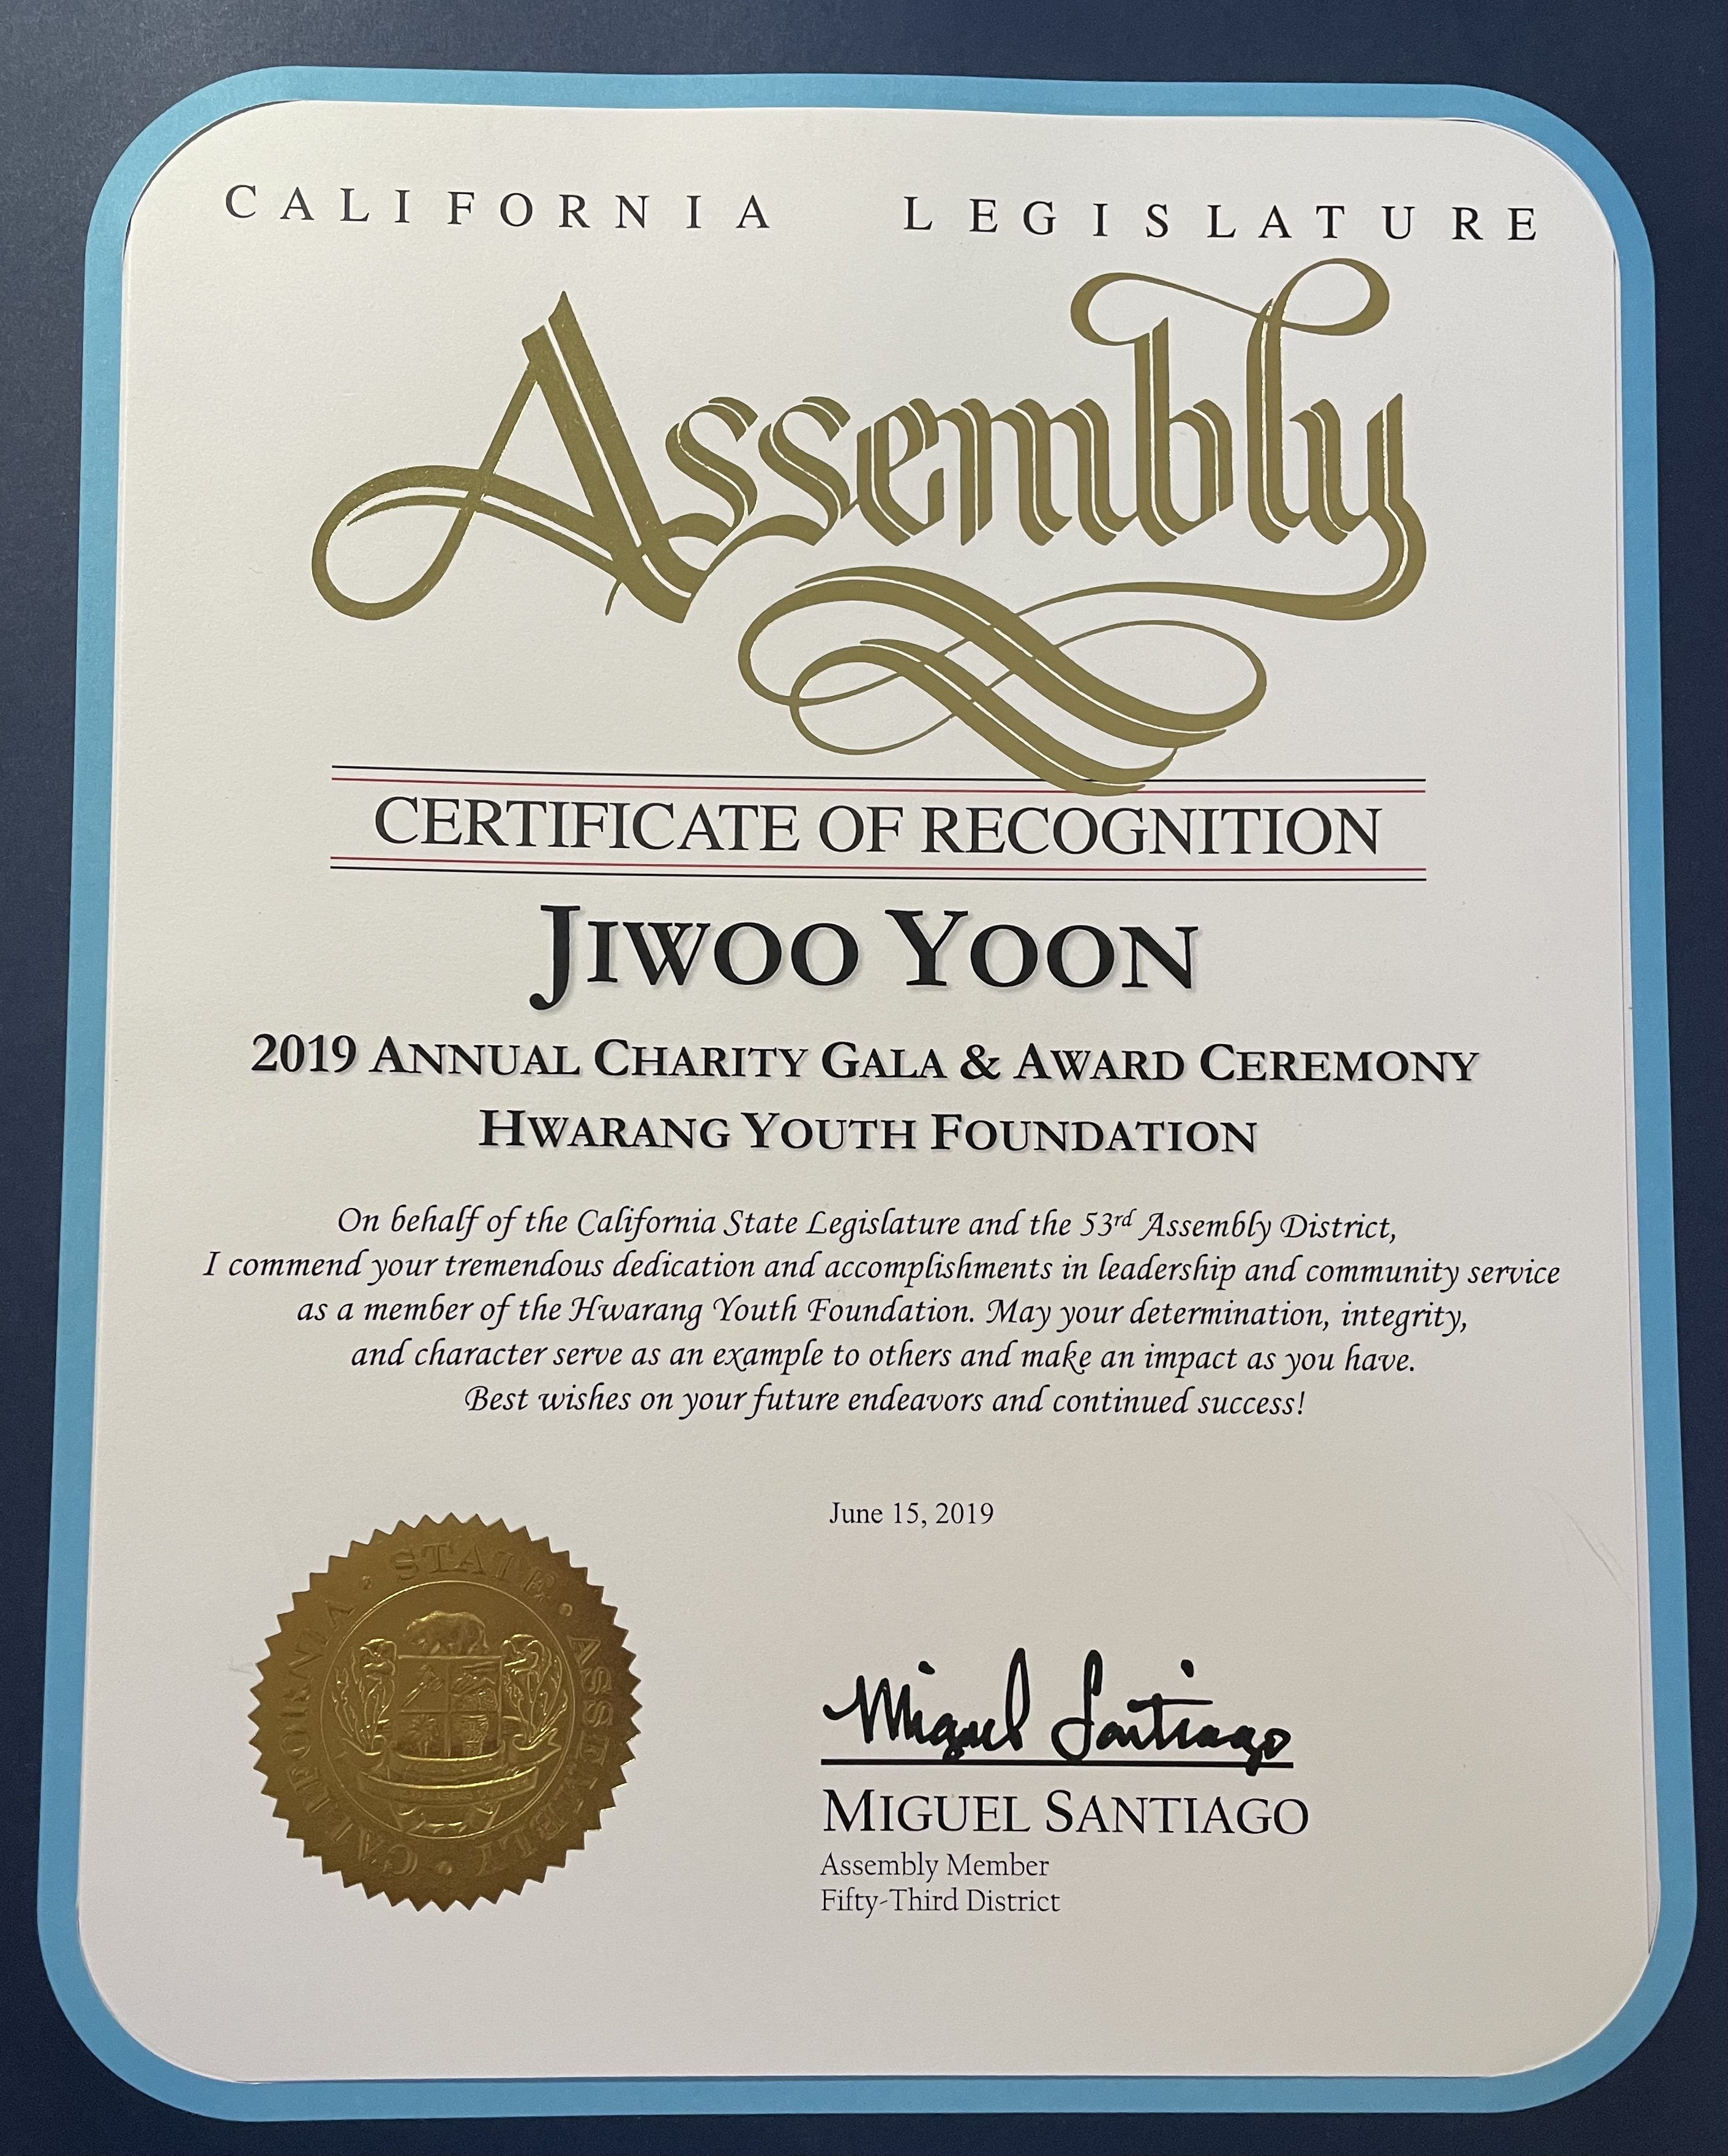 CALIFORNIA LEGISLATURE
Assembly
CERTIFICATE OF RECOGNITION
JIWOO YOON
2019 ANNUAL CHARITY GALA & AWARD CEREMONY
HWARANG YOUTH FOUNDATION
On behalf of the California State Legislature and the 53rd Assembly District,
I commend your tremendous dedication and accomplishments in leadership and community service
as a member of the Hwarang Youth Foundation. May your determination, integrity,
and character serve as an example to others and make an impact as you have.
Best wishes on your future endeavors and continued success!
June 15, 2019
CALIFORNIA · STATE · ASSEMBLY ·
Miguel Santiago
MIGUEL SANTIAGO
Assembly Member
Fifty-Third District